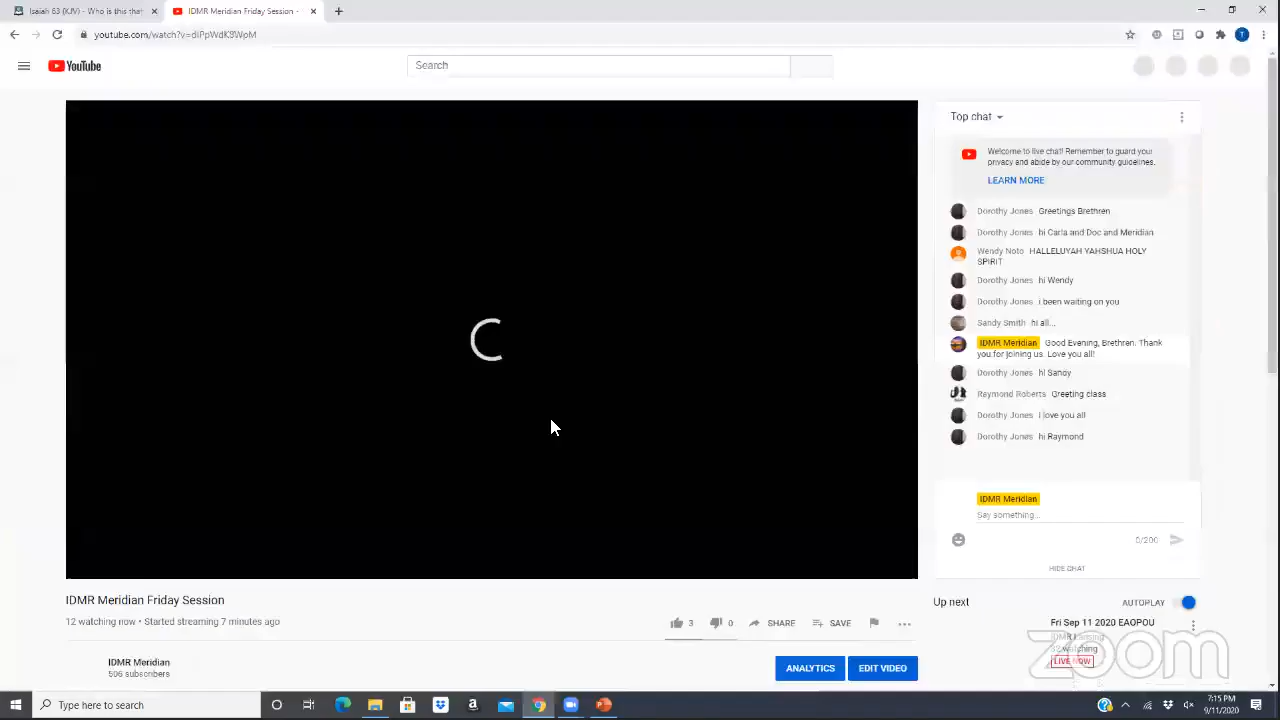 Isaiah 63 (KJV) - Who is this that
IDMR Meridian Friday Session -
youtube.com/watch?v=diPpWdK8WpM
T
YouTube
Search
Top chat
Welcome to live chat! Remember to guard your
privacy and abide by our community guidelines.
LEARN MORE
Dorothy Jones Greetings Brethren
Dorothy Jones hi Carla and Doc and Meridian
Wendy Noto HALLELUYAH YAHSHUA HOLY
SPIRIT
Dorothy Jones hi Wendy
Dorothy Jones i been waiting on you
Sandy Smith hi all...
IDMR Meridian Good Evening, Brethren. Thank
you for joining us. Love you all!
Dorothy Jones hi Sandy
Raymond Roberts Greeting class
Dorothy Jones i love you all
Dorothy Jones hi Raymond
IDMR Meridian
Say something...
0/200
HIDE CHAT
IDMR Meridian Friday Session
12 watching now • Started streaming 7 minutes ago
3 0 SHARE SAVE
IDMR Meridian
506 subscribers
ANALYTICS EDIT VIDEO
Up next
AUTOPLAY
Fri Sep 11 2020 EAOPOU
IDMR Lansing
32 watching
LIVE NOW
zoom
Type here to search
7:15 PM
9/11/2020